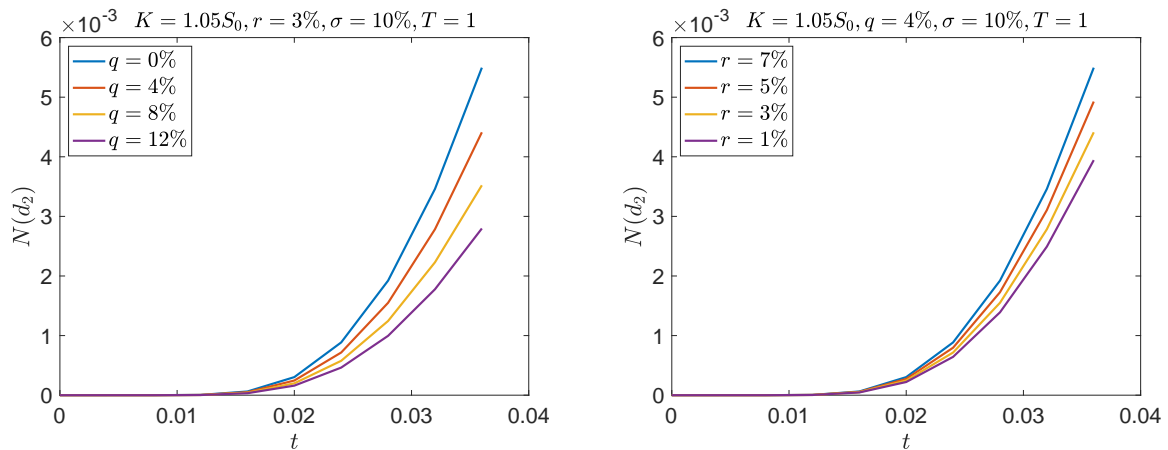 ×10⁻³
K = 1.05S₀, r = 3%, σ = 10%, T = 1
6
5
4
3
2
1
0
N(d₂)
q = 0%
q = 4%
q = 8%
q = 12%
0
0.01
0.02
0.03
0.04
t
×10⁻³
K = 1.05S₀, q = 4%, σ = 10%, T = 1
6
5
4
3
2
1
0
N(d₂)
r = 7%
r = 5%
r = 3%
r = 1%
0
0.01
0.02
0.03
0.04
t